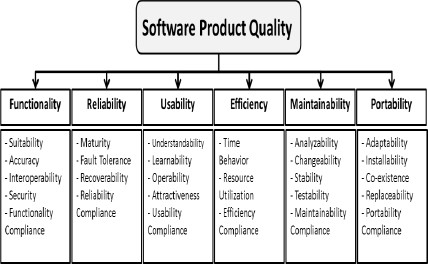 Software Product Quality
Functionality
- Suitability
- Accuracy
- Interoperability
- Security
- Functionality
Compliance
Reliability
- Maturity
- Fault Tolerance
- Recoverability
- Reliability
Compliance
Usability
- Understandability
- Learnability
- Operability
- Attractiveness
- Usability
Compliance
Efficiency
- Time
Behavior
- Resource
Utilization
- Efficiency
Compliance
Maintainability
- Analyzability
- Changeability
- Stability
- Testability
- Maintainability
Compliance
Portability
- Adaptability
- Installability
- Co-existence
- Replaceability
- Portability
Compliance